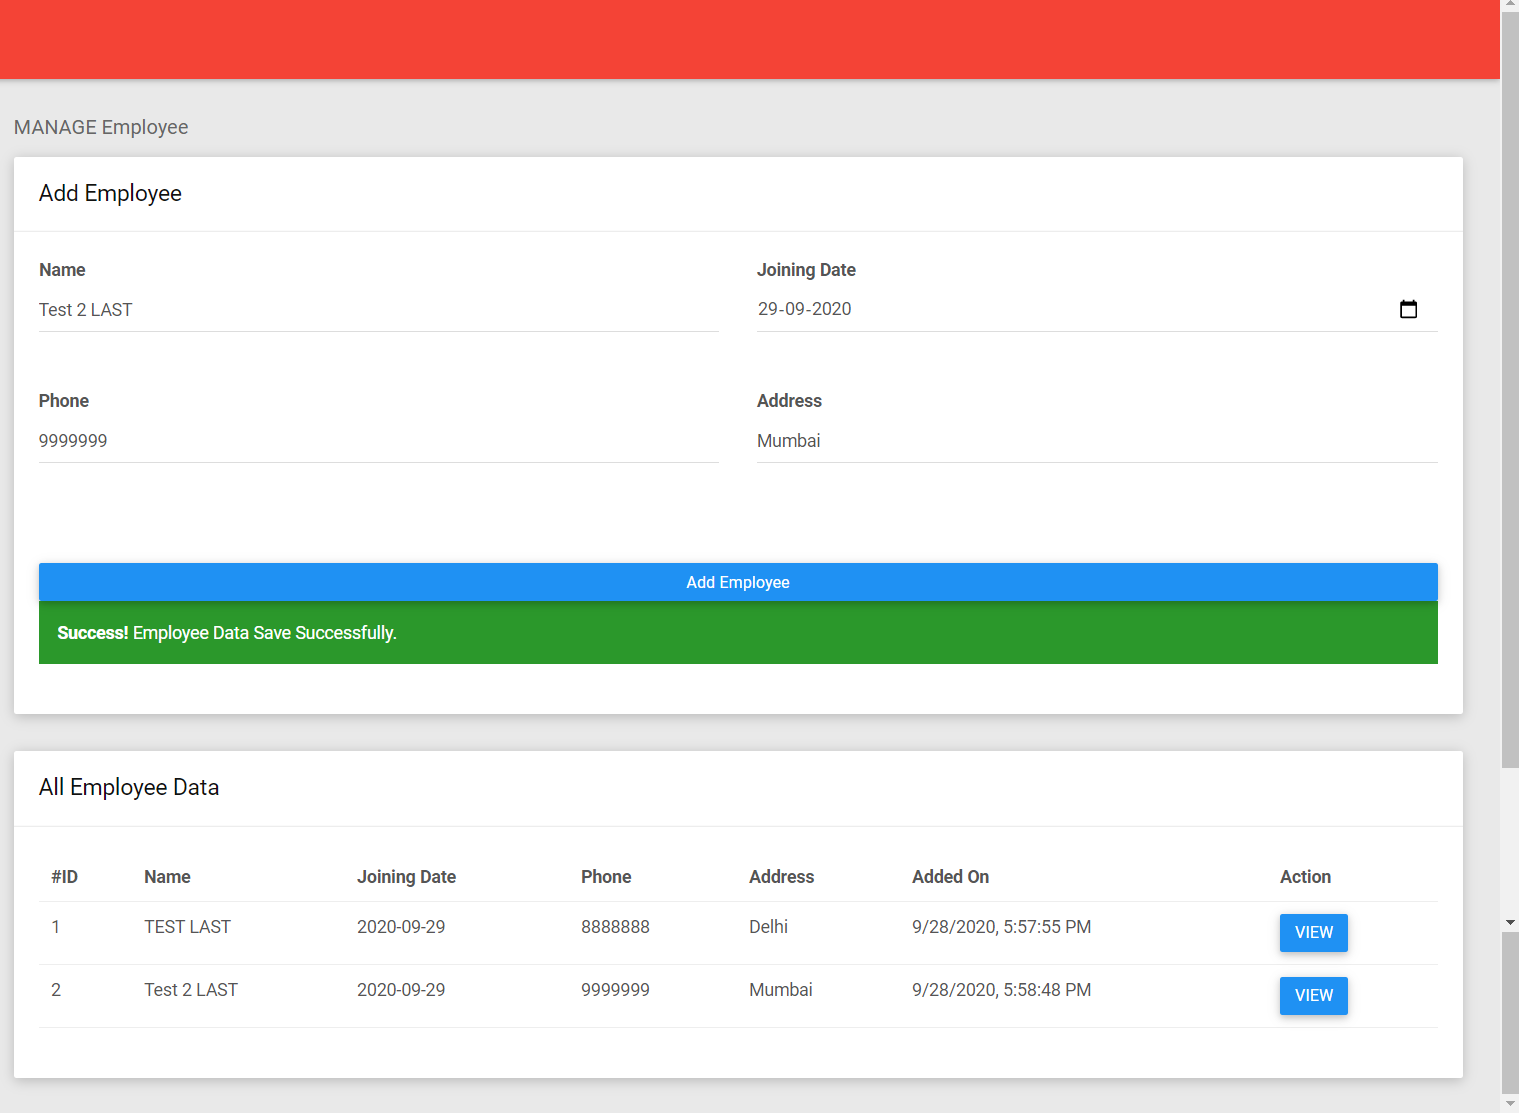 MANAGE Employee
Add Employee
Name Joining Date
Test 2 LAST 29-09-2020
Phone Address
9999999 Mumbai
Add Employee
Success! Employee Data Save Successfully.
All Employee Data
#ID Name Joining Date Phone Address Added On Action
1 TEST LAST 2020-09-29 8888888 Delhi 9/28/2020, 5:57:55 PM VIEW
2 Test 2 LAST 2020-09-29 9999999 Mumbai 9/28/2020, 5:58:48 PM VIEW